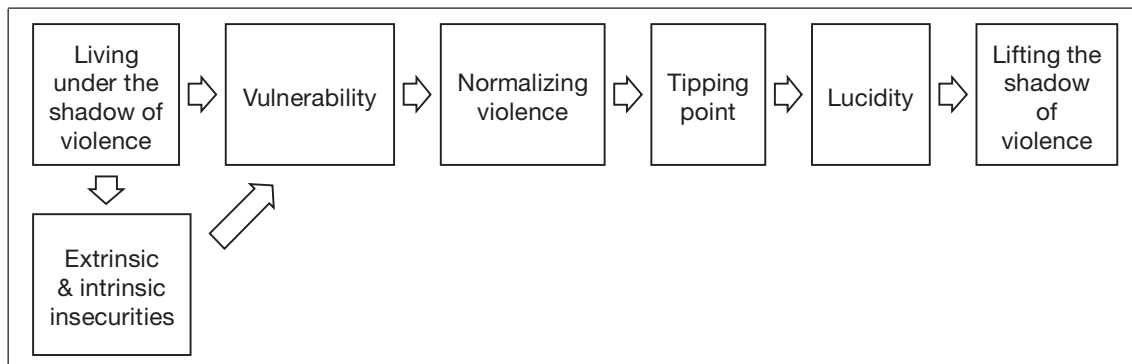 Living
under the
shadow of
violence
Vulnerability
Normalizing
violence
Tipping
point
Lucidity
Lifting the
shadow
of
violence
Extrinsic
& intrinsic
insecurities